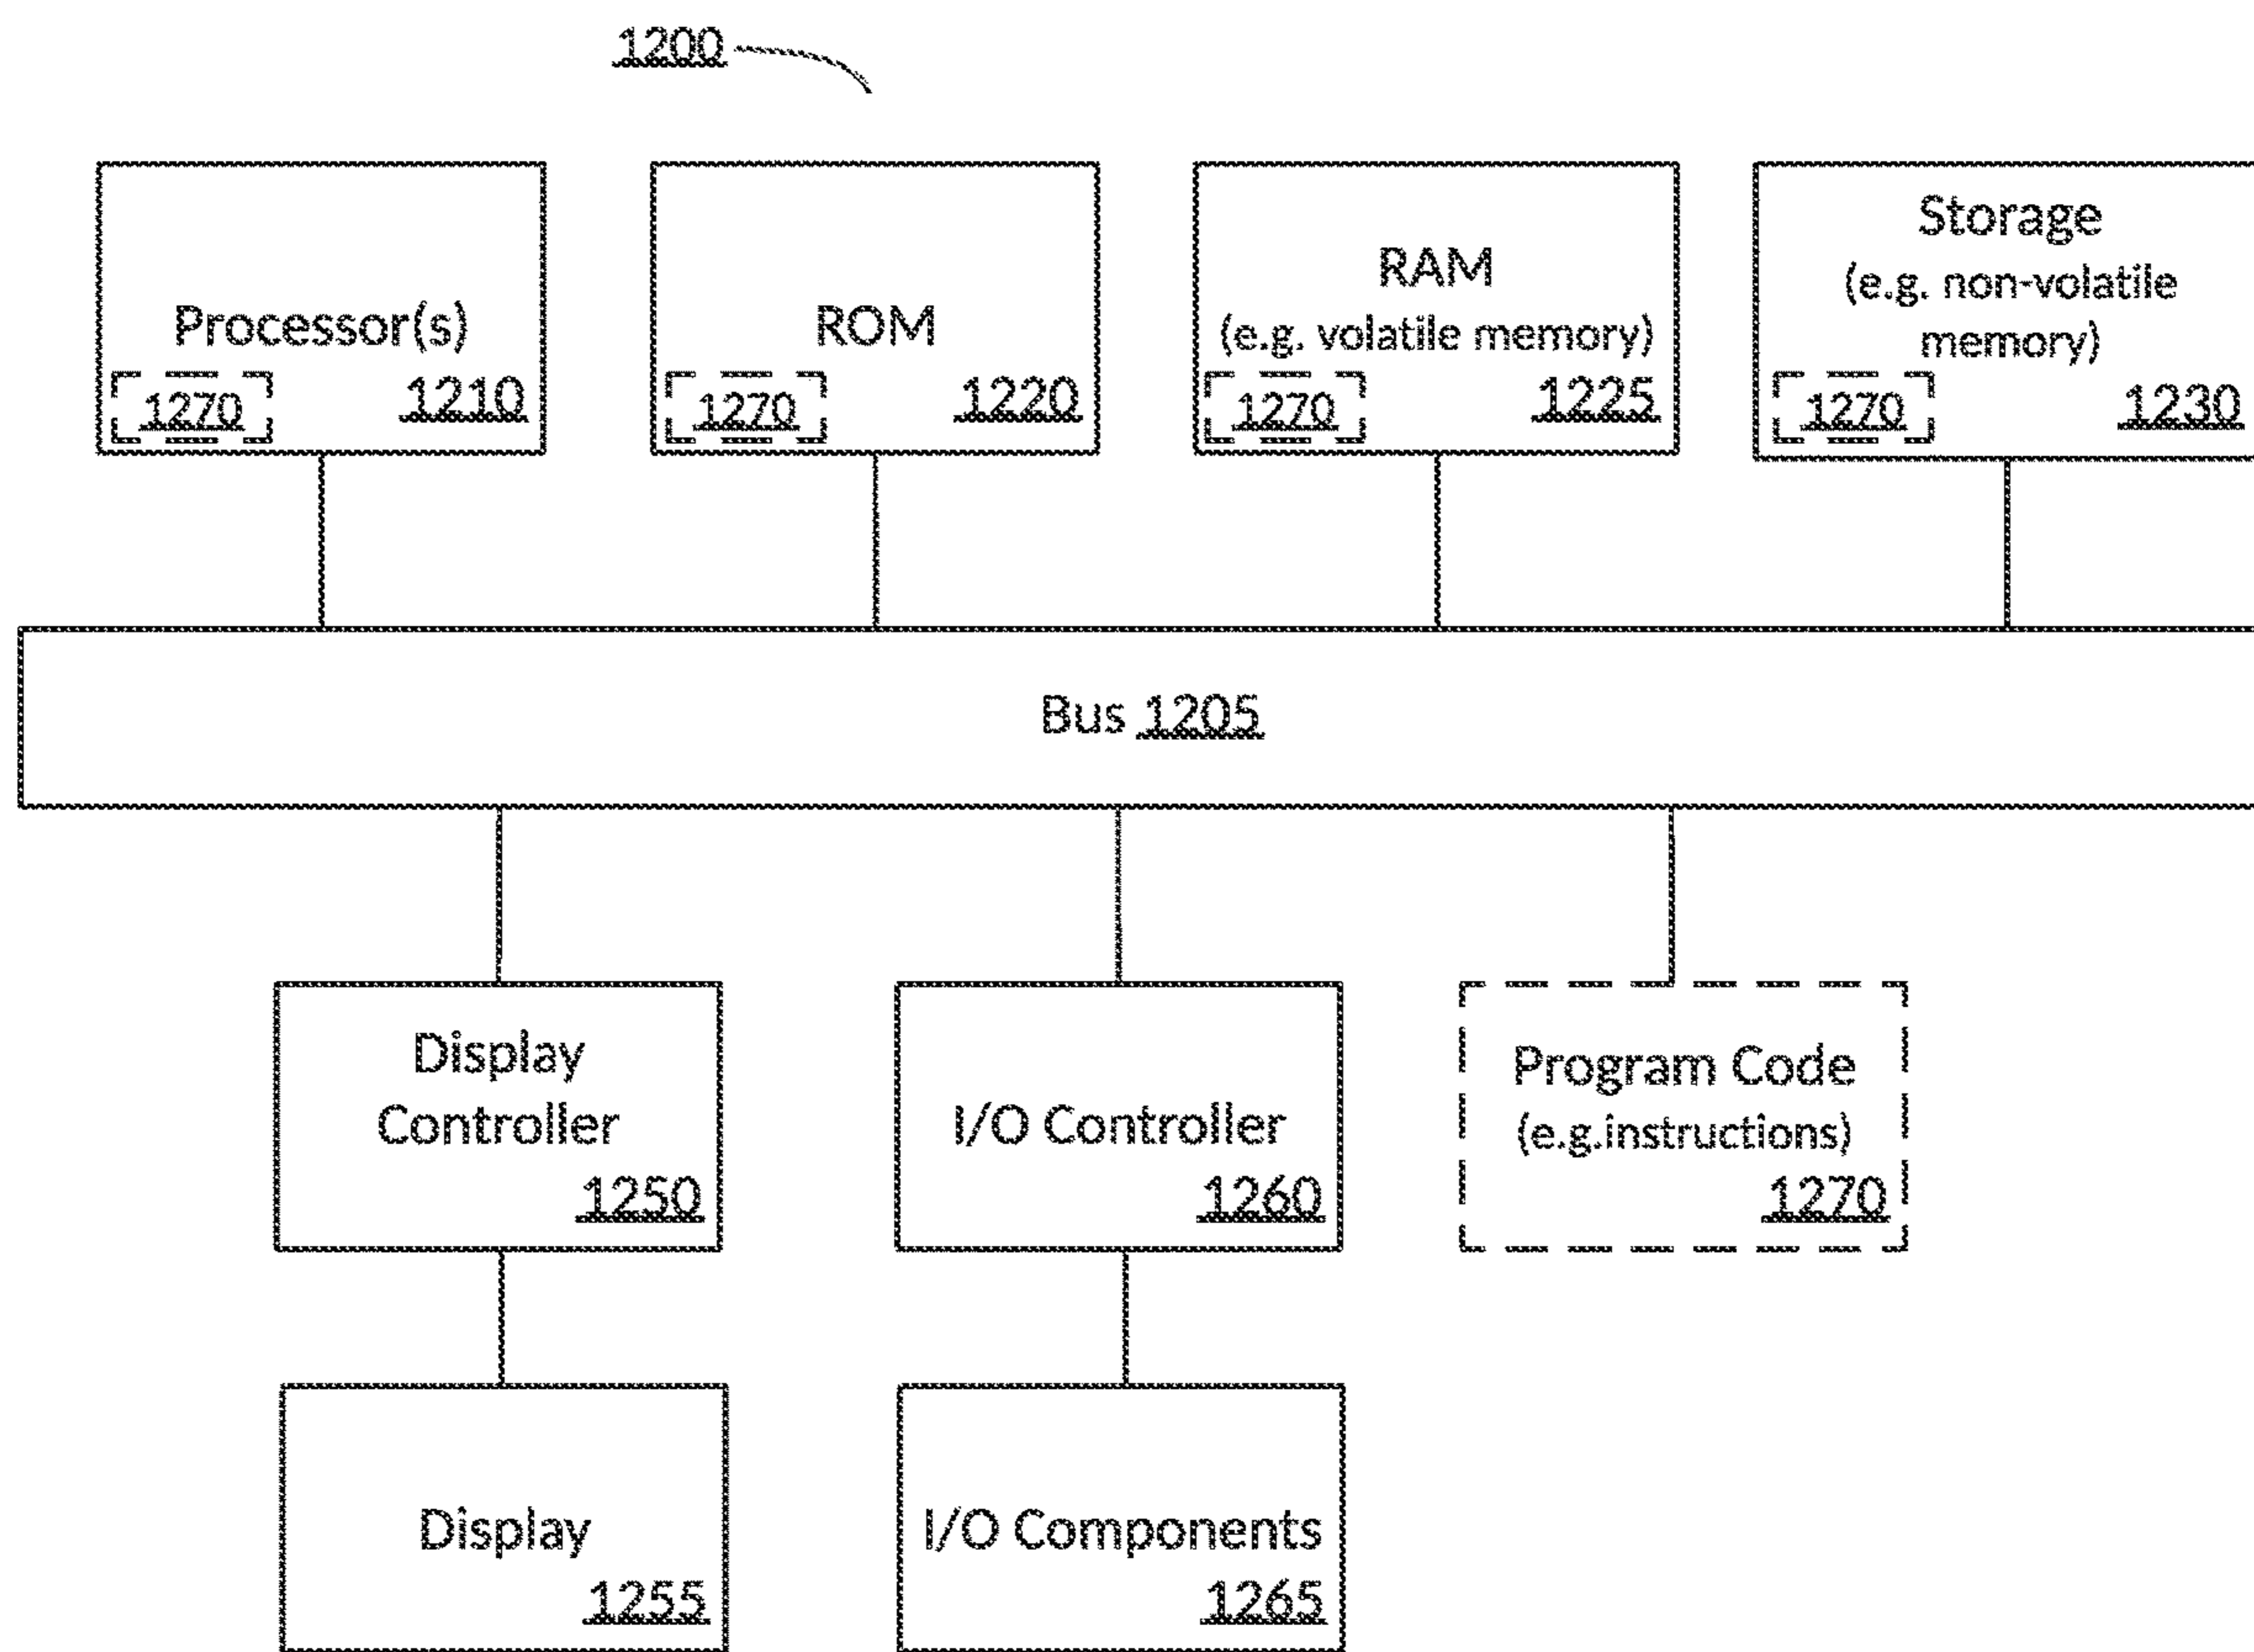 1200
Processor(s)
1270 1210
ROM
1270 1220
RAM
(e.g. volatile memory)
1270 1225
Storage
(e.g. non-volatile
memory)
1270 1230
Bus 1205
Display
Controller
1250
I/O Controller
1260
Program Code
(e.g.instructions)
1270
Display
1255
I/O Components
1265